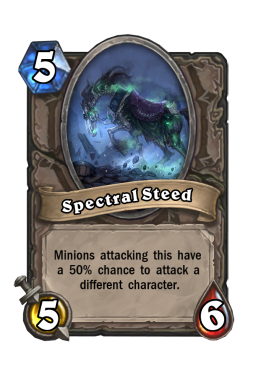 5
Spectral Steed
Minions attacking this have
a 50% chance to attack a
different character.
5
6